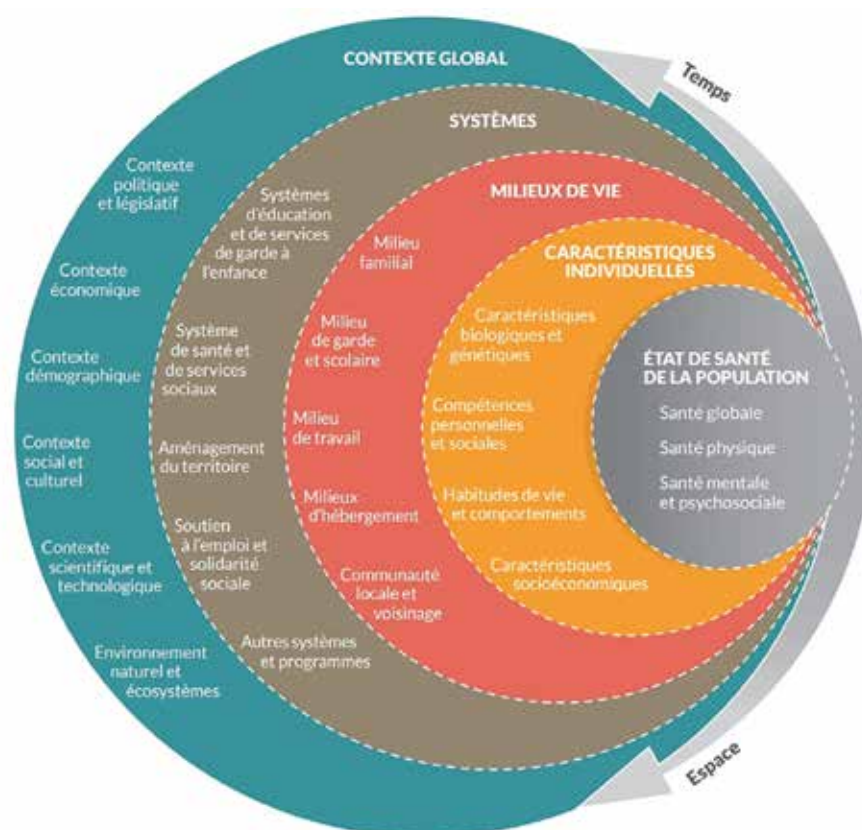 CONTEXTE GLOBAL
Contexte
politique
et législatif
Contexte
économique
Contexte
démographique
Contexte
social et
culturel
Contexte
scientifique et
technologique
Environnement
naturel et
écosystèmes
SYSTÈMES
Systèmes
d'éducation
et de services
de garde à
l'enfance
Système
de santé et
de services
sociaux
Aménagement
du territoire
Soutien
à l'emploi et
solidarité
sociale
Autres systèmes
et programmes
MILIEUX DE VIE
Milieu
familial
Milieu
de garde
et scolaire
Milieu
de travail
Milieux
d'hébergement
Communauté
locale et
voisinage
CARACTÉRISTIQUES
INDIVIDUELLES
Caractéristiques
biologiques et
génétiques
Compétences
personnelles
et sociales
Habitudes de vie
et comportements
Caractéristiques
socioéconomiques
ÉTAT DE SANTÉ
DE LA POPULATION
Santé globale
Santé physique
Santé mentale
et psychosociale
Temps
Espace